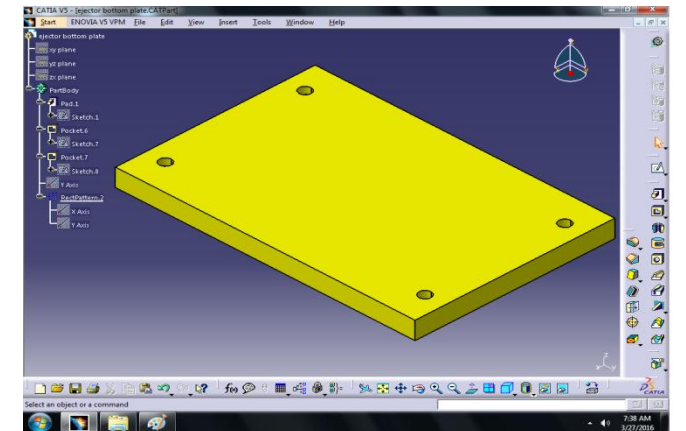 CATIA V5 - [ejector bottom plate.CATPart]
Start ENOVIA V5 VPM File Edit View Insert Tools Window Help
ejector bottom plate
xy plane
yz plane
zx plane
PartBody
Pad.1
Sketch.1
Pocket.6
Sketch.7
Pocket.7
Sketch.8
Y Axis
RectPattern.2
X Axis
Y Axis
f(x)
CATIA
Select an object or a command
7:38 AM
3/27/2016